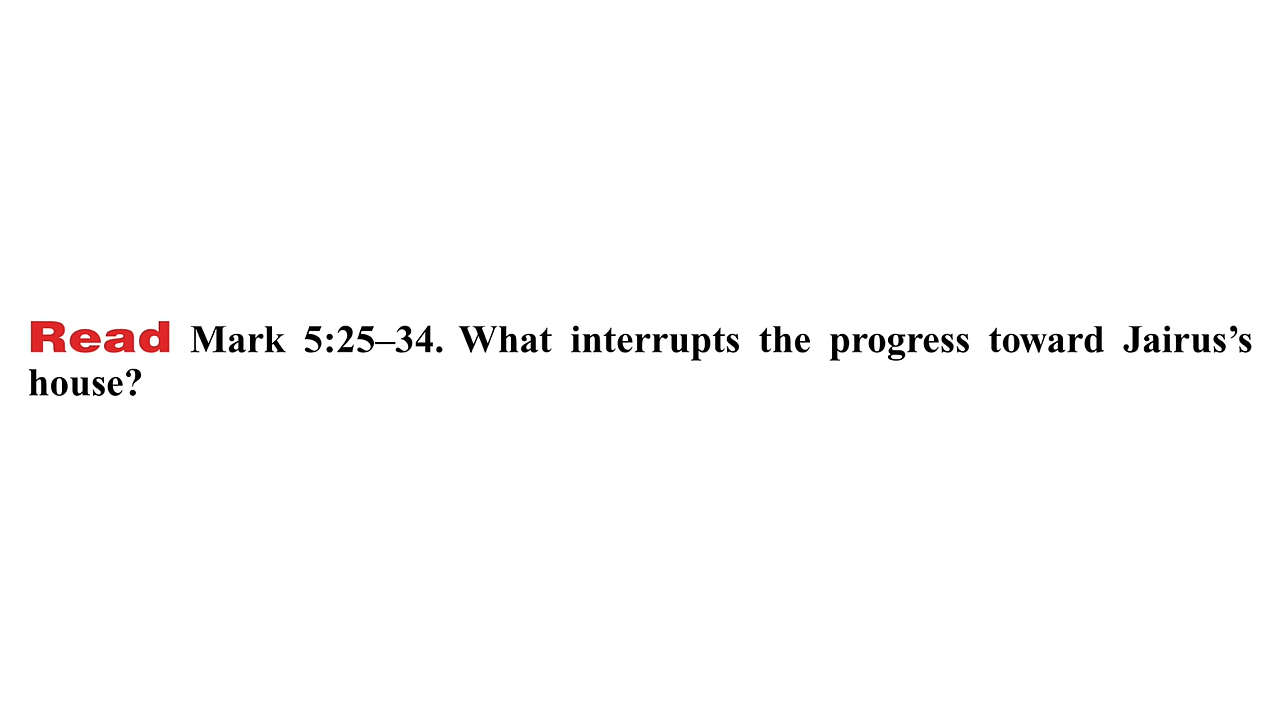 Read Mark 5:25–34. What interrupts the progress toward Jairus’s
house?